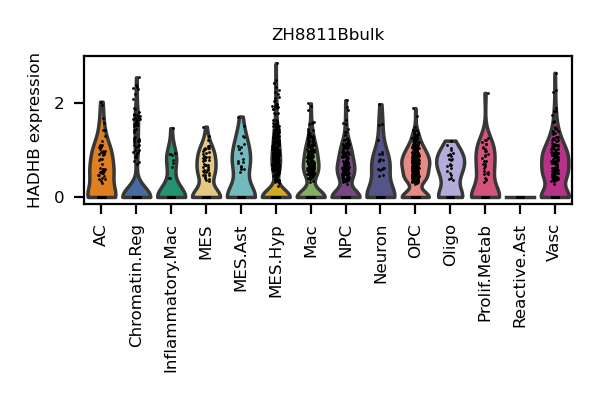 ZH8811Bbulk
HADHB expression
2
0
AC
Chromatin.Reg
Inflammatory.Mac
MES
MES.Ast
MES.Hyp
Mac
NPC
Neuron
OPC
Oligo
Prolif.Metab
Reactive.Ast
Vasc